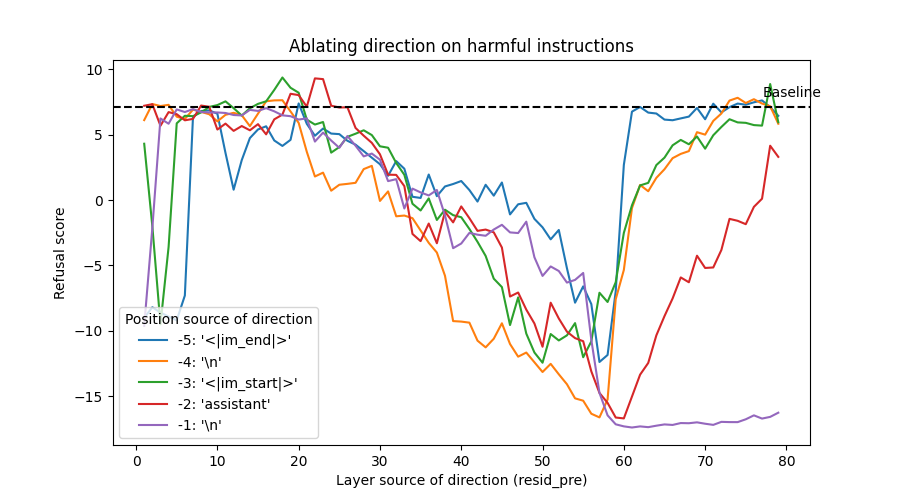 Ablating direction on harmful instructions
10
5
0
−5
−10
−15
Refusal score
Baseline
Position source of direction
-5: '<|im_end|>'
-4: '\n'
-3: '<|im_start|>'
-2: 'assistant'
-1: '\n'
0 10 20 30 40 50 60 70 80
Layer source of direction (resid_pre)